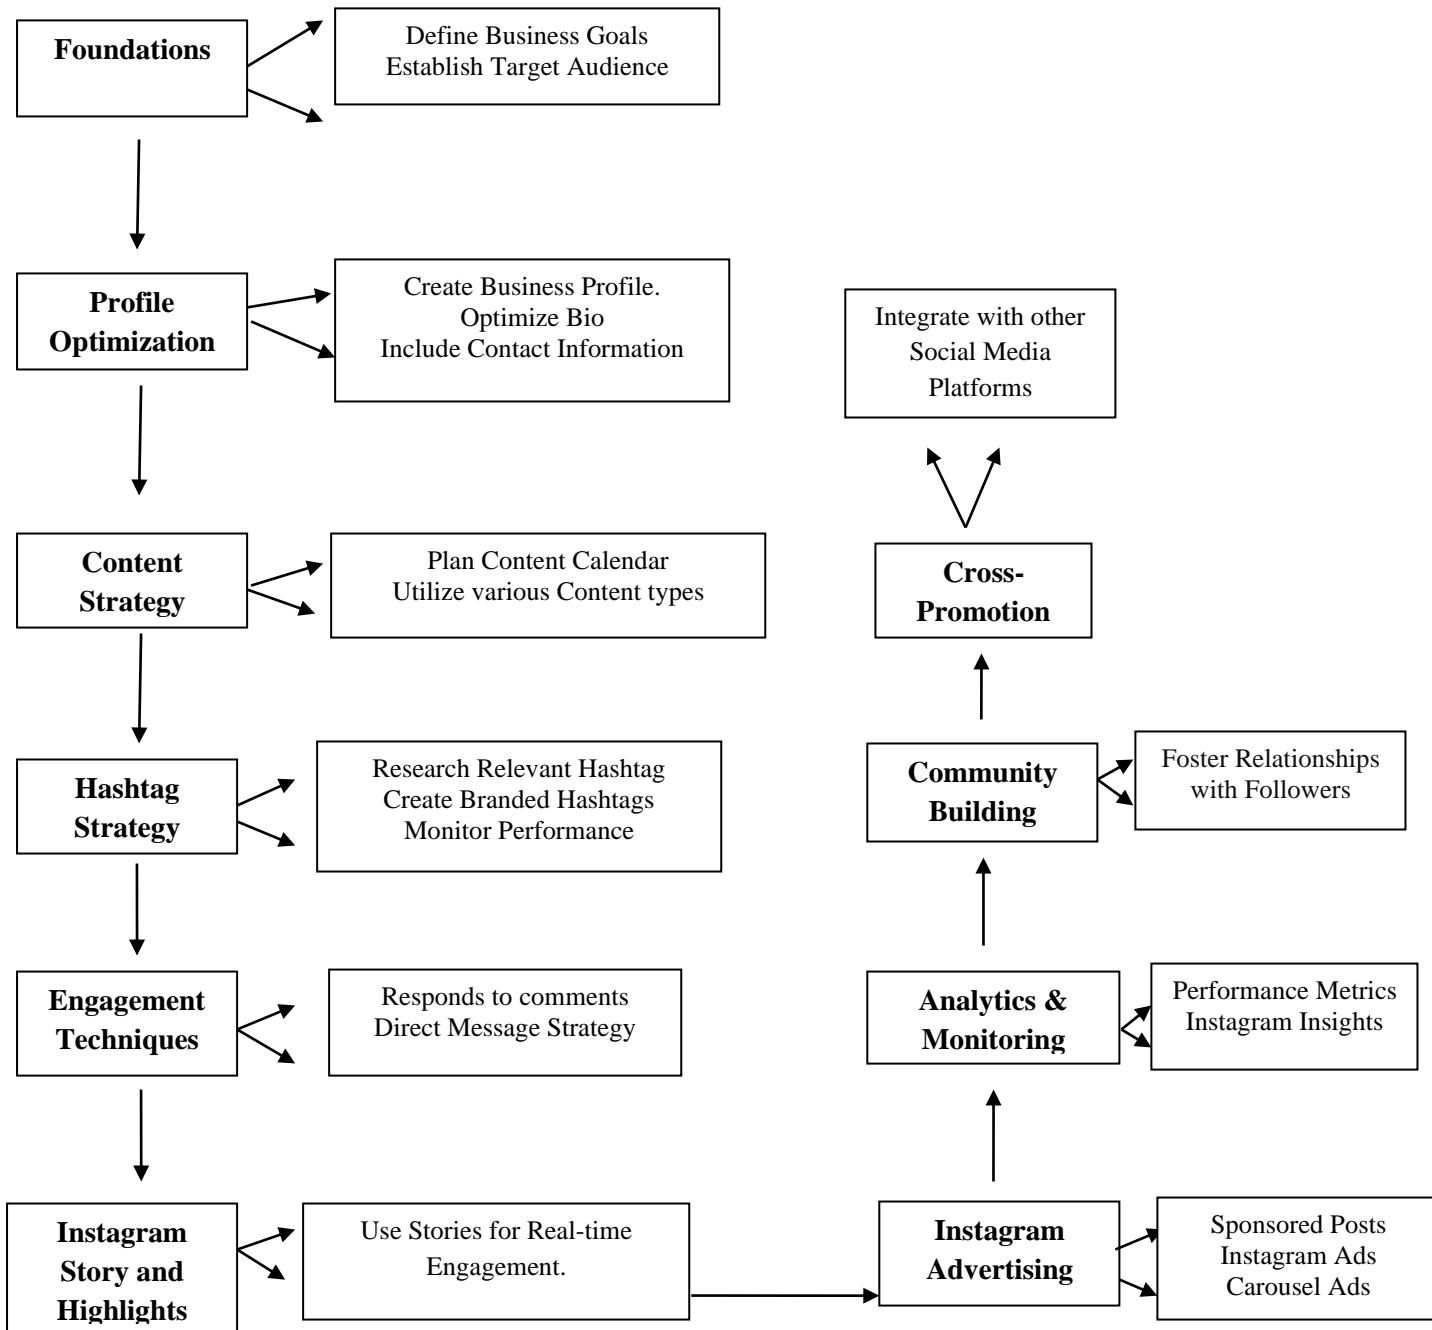 Foundations
Define Business Goals
Establish Target Audience
Profile
Optimization
Create Business Profile.
Optimize Bio
Include Contact Information
Content
Strategy
Plan Content Calendar
Utilize various Content types
Hashtag
Strategy
Research Relevant Hashtag
Create Branded Hashtags
Monitor Performance
Engagement
Techniques
Responds to comments
Direct Message Strategy
Instagram
Story and
Highlights
Use Stories for Real-time
Engagement.
Instagram
Advertising
Sponsored Posts
Instagram Ads
Carousel Ads
Analytics &
Monitoring
Performance Metrics
Instagram Insights
Community
Building
Foster Relationships
with Followers
Cross-
Promotion
Integrate with other
Social Media
Platforms